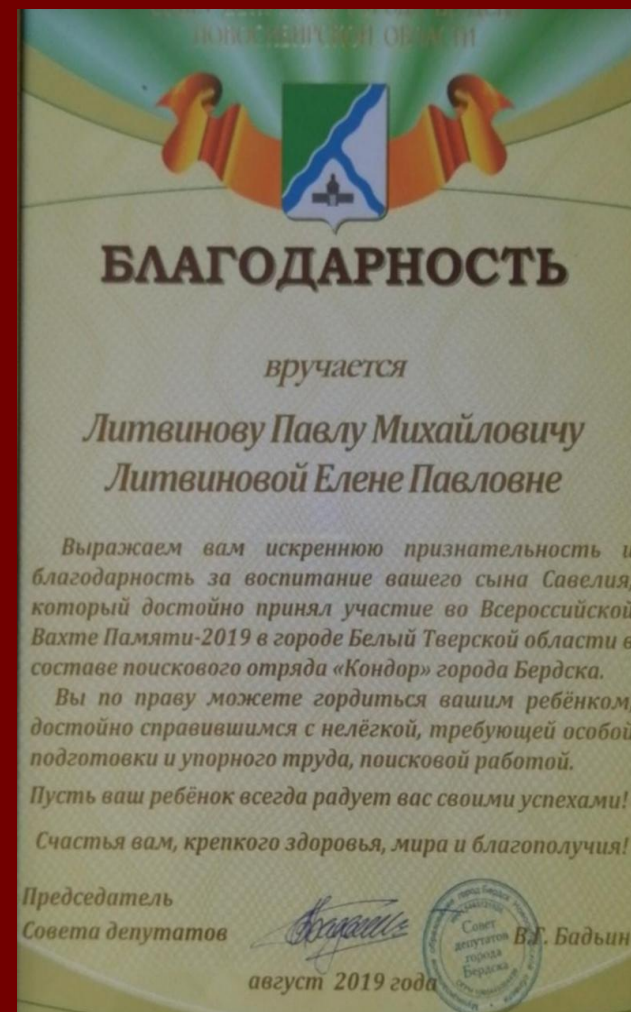 НОВОСИБИРСКОЙ ОБЛАСТИ
БЛАГОДАРНОСТЬ
вручается
Литвинову Павлу Михайловичу
Литвиновой Елене Павловне
Выражаем вам искреннюю признательность и
благодарность за воспитание вашего сына Савелия,
который достойно принял участие во Всероссийской
Вахте Памяти-2019 в городе Белый Тверской области в
составе поискового отряда «Кондор» города Бердска.
Вы по праву можете гордиться вашим ребёнком,
достойно справившимся с нелёгкой, требующей особой
подготовки и упорного труда, поисковой работой.
Пусть ваш ребёнок всегда радует вас своими успехами!
Счастья вам, крепкого здоровья, мира и благополучия!
Председатель
Совета депутатов
Совет
депутатов
города
Бердска
В.Г. Бадьин
август 2019 года